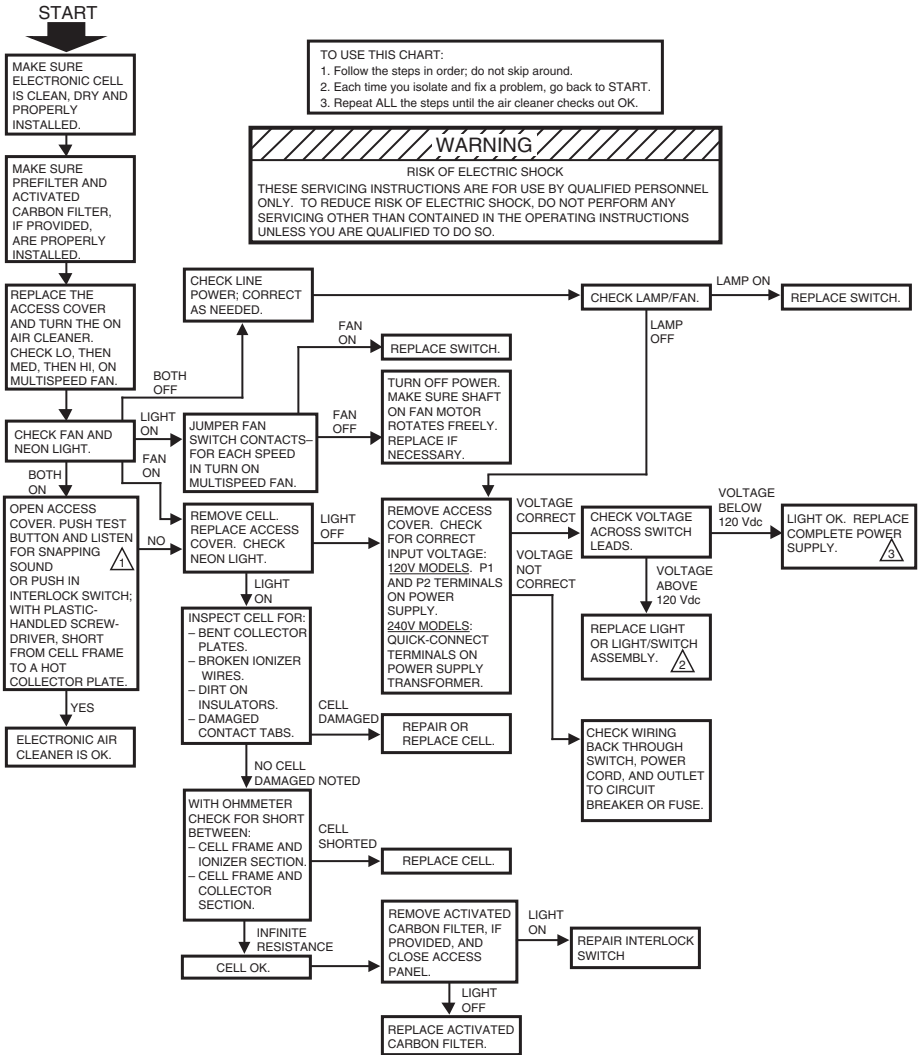 START
MAKE SURE
ELECTRONIC CELL
IS CLEAN, DRY AND
PROPERLY
INSTALLED.
TO USE THIS CHART:
1. Follow the steps in order; do not skip around.
2. Each time you isolate and fix a problem, go back to START.
3. Repeat ALL the steps until the air cleaner checks out OK.
WARNING
RISK OF ELECTRIC SHOCK
THESE SERVICING INSTRUCTIONS ARE FOR USE BY QUALIFIED PERSONNEL
ONLY. TO REDUCE RISK OF ELECTRIC SHOCK, DO NOT PERFORM ANY
SERVICING OTHER THAN CONTAINED IN THE OPERATING INSTRUCTIONS
UNLESS YOU ARE QUALIFIED TO DO SO.
MAKE SURE
PREFILTER AND
ACTIVATED
CARBON FILTER,
IF PROVIDED,
ARE PROPERLY
INSTALLED.
REPLACE THE
ACCESS COVER
AND TURN THE ON
AIR CLEANER.
CHECK LO, THEN
MED, THEN HI, ON
MULTISPEED FAN.
CHECK FAN AND
NEON LIGHT.
BOTH
OFF
CHECK LINE
POWER; CORRECT
AS NEEDED.
CHECK LAMP/FAN.
LAMP ON
REPLACE SWITCH.
LAMP
OFF
LIGHT
ON
JUMPER FAN
SWITCH CONTACTS–
FOR EACH SPEED
IN TURN ON
MULTISPEED FAN.
FAN
ON
REPLACE SWITCH.
FAN
OFF
TURN OFF POWER.
MAKE SURE SHAFT
ON FAN MOTOR
ROTATES FREELY.
REPLACE IF
NECESSARY.
FAN
ON
BOTH
ON
OPEN ACCESS
COVER. PUSH TEST
BUTTON AND LISTEN
FOR SNAPPING
SOUND
1
OR PUSH IN
INTERLOCK SWITCH;
WITH PLASTIC-
HANDLED SCREW-
DRIVER, SHORT
FROM CELL FRAME
TO A HOT
COLLECTOR PLATE.
NO
YES
ELECTRONIC AIR
CLEANER IS OK.
REMOVE CELL.
REPLACE ACCESS
COVER. CHECK
NEON LIGHT.
LIGHT
OFF
REMOVE ACCESS
COVER. CHECK
FOR CORRECT
INPUT VOLTAGE:
120V MODELS. P1
AND P2 TERMINALS
ON POWER
SUPPLY.
240V MODELS:
QUICK-CONNECT
TERMINALS ON
POWER SUPPLY
TRANSFORMER.
VOLTAGE
CORRECT
CHECK VOLTAGE
ACROSS SWITCH
LEADS.
VOLTAGE
BELOW
120 Vdc
LIGHT OK. REPLACE
COMPLETE POWER
SUPPLY.
3
VOLTAGE
ABOVE
120 Vdc
REPLACE LIGHT
OR LIGHT/SWITCH
ASSEMBLY.
2
VOLTAGE
NOT
CORRECT
CHECK WIRING
BACK THROUGH
SWITCH, POWER
CORD, AND OUTLET
TO CIRCUIT
BREAKER OR FUSE.
LIGHT
ON
INSPECT CELL FOR:
– BENT COLLECTOR
PLATES.
– BROKEN IONIZER
WIRES.
– DIRT ON
INSULATORS.
– DAMAGED
CONTACT TABS.
CELL
DAMAGED
REPAIR OR
REPLACE CELL.
NO CELL
DAMAGED NOTED
WITH OHMMETER
CHECK FOR SHORT
BETWEEN:
– CELL FRAME AND
IONIZER SECTION.
– CELL FRAME AND
COLLECTOR
SECTION.
CELL
SHORTED
REPLACE CELL.
INFINITE
RESISTANCE
CELL OK.
REMOVE ACTIVATED
CARBON FILTER, IF
PROVIDED, AND
CLOSE ACCESS
PANEL.
LIGHT
ON
REPAIR INTERLOCK
SWITCH
LIGHT
OFF
REPLACE ACTIVATED
CARBON FILTER.